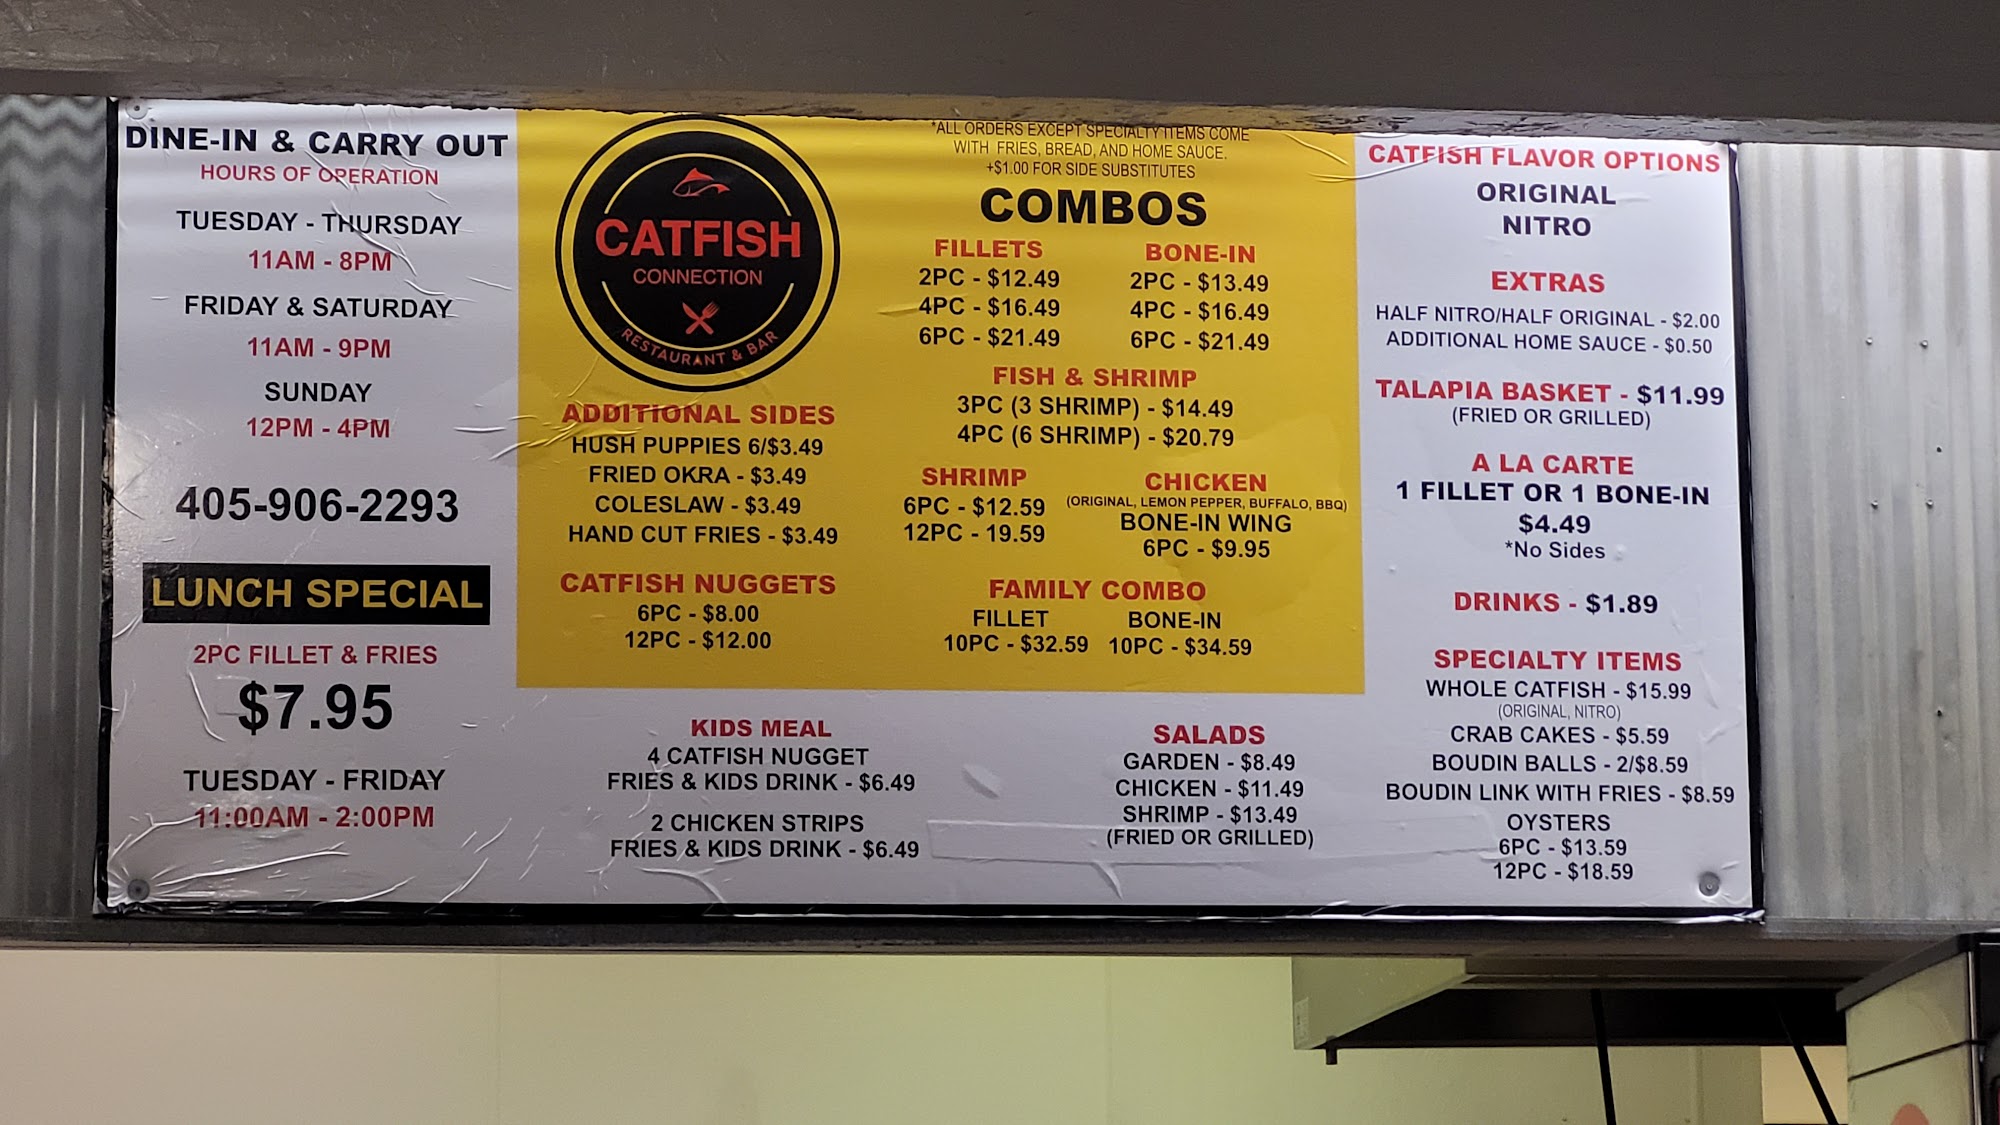 DINE-IN & CARRY OUT
HOURS OF OPERATION
TUESDAY - THURSDAY
11AM - 8PM
FRIDAY & SATURDAY
11AM - 9PM
SUNDAY
12PM - 4PM
405-906-2293
LUNCH SPECIAL
2PC FILLET & FRIES
$7.95
TUESDAY - FRIDAY
11:00AM - 2:00PM
CATFISH
CONNECTION
RESTAURANT & BAR
ADDITIONAL SIDES
HUSH PUPPIES 6/$3.49
FRIED OKRA - $3.49
COLESLAW - $3.49
HAND CUT FRIES - $3.49
CATFISH NUGGETS
6PC - $8.00
12PC - $12.00
*ALL ORDERS EXCEPT SPECIALTY ITEMS COME
WITH FRIES, BREAD, AND HOME SAUCE.
+$1.00 FOR SIDE SUBSTITUTES
COMBOS
FILLETS
2PC - $12.49
4PC - $16.49
6PC - $21.49
BONE-IN
2PC - $13.49
4PC - $16.49
6PC - $21.49
FISH & SHRIMP
3PC (3 SHRIMP) - $14.49
4PC (6 SHRIMP) - $20.79
SHRIMP
6PC - $12.59
12PC - 19.59
CHICKEN
(ORIGINAL, LEMON PEPPER, BUFFALO, BBQ)
BONE-IN WING
6PC - $9.95
FAMILY COMBO
FILLET
10PC - $32.59
BONE-IN
10PC - $34.59
KIDS MEAL
4 CATFISH NUGGET
FRIES & KIDS DRINK - $6.49
2 CHICKEN STRIPS
FRIES & KIDS DRINK - $6.49
SALADS
GARDEN - $8.49
CHICKEN - $11.49
SHRIMP - $13.49
(FRIED OR GRILLED)
CATFISH FLAVOR OPTIONS
ORIGINAL
NITRO
EXTRAS
HALF NITRO/HALF ORIGINAL - $2.00
ADDITIONAL HOME SAUCE - $0.50
TALAPIA BASKET - $11.99
(FRIED OR GRILLED)
A LA CARTE
1 FILLET OR 1 BONE-IN
$4.49
*No Sides
DRINKS - $1.89
SPECIALTY ITEMS
WHOLE CATFISH - $15.99
(ORIGINAL, NITRO)
CRAB CAKES - $5.59
BOUDIN BALLS - 2/$8.59
BOUDIN LINK WITH FRIES - $8.59
OYSTERS
6PC - $13.59
12PC - $18.59